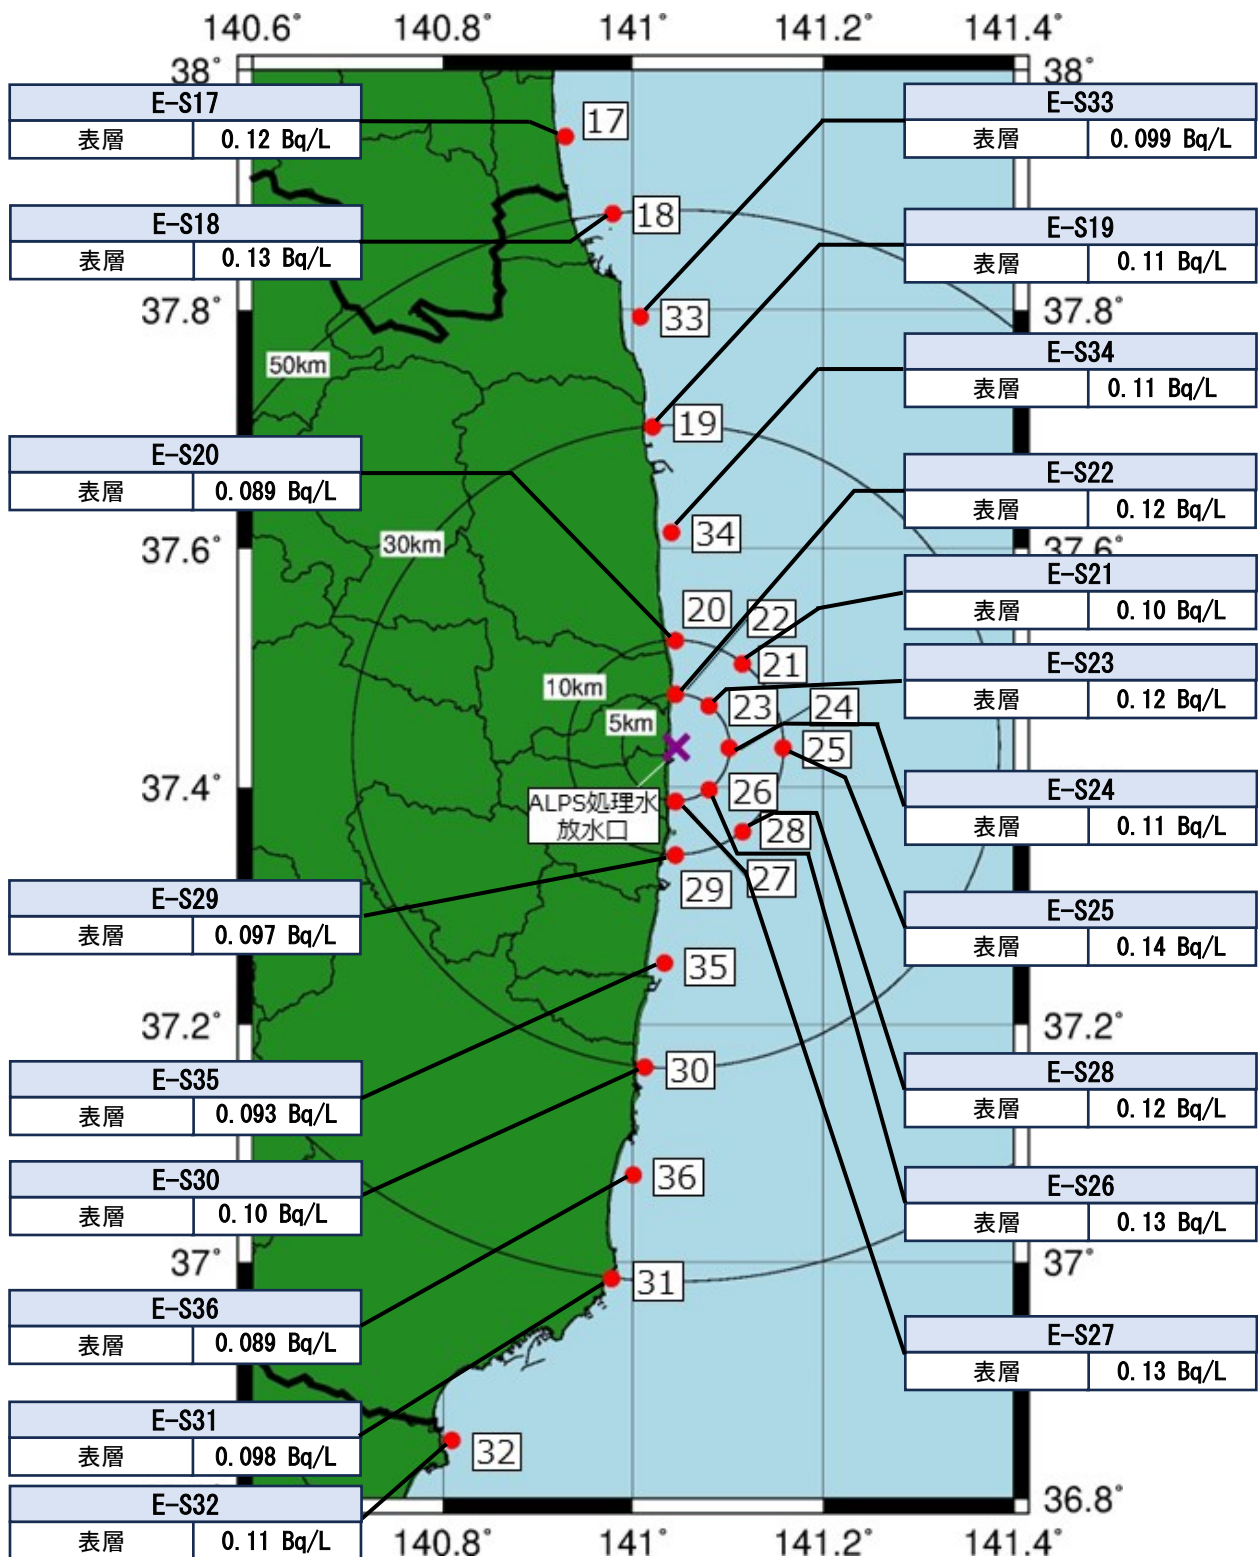 140.6° 140.8° 141° 141.2° 141.4°
38° 38°
E-S17
表層 0.12 Bq/L
E-S33
表層 0.099 Bq/L
17
E-S18
表層 0.13 Bq/L
18
E-S19
表層 0.11 Bq/L
37.8° 37.8°
33
E-S34
表層 0.11 Bq/L
50km
19
E-S20
表層 0.089 Bq/L
E-S22
表層 0.12 Bq/L
34
30km
37.6° 37.6°
E-S21
表層 0.10 Bq/L
20
22
21
E-S23
表層 0.12 Bq/L
10km
5km
23
24
25
E-S24
表層 0.11 Bq/L
37.4°
ALPS処理水
放水口
26
28
27
29
E-S29
表層 0.097 Bq/L
E-S25
表層 0.14 Bq/L
35
37.2° 37.2°
E-S35
表層 0.093 Bq/L
30
E-S28
表層 0.12 Bq/L
E-S30
表層 0.10 Bq/L
36
E-S26
表層 0.13 Bq/L
37° 37°
31
E-S36
表層 0.089 Bq/L
E-S27
表層 0.13 Bq/L
E-S31
表層 0.098 Bq/L
32
E-S32
表層 0.11 Bq/L
36.8°
140.8° 141° 141.2° 141.4°